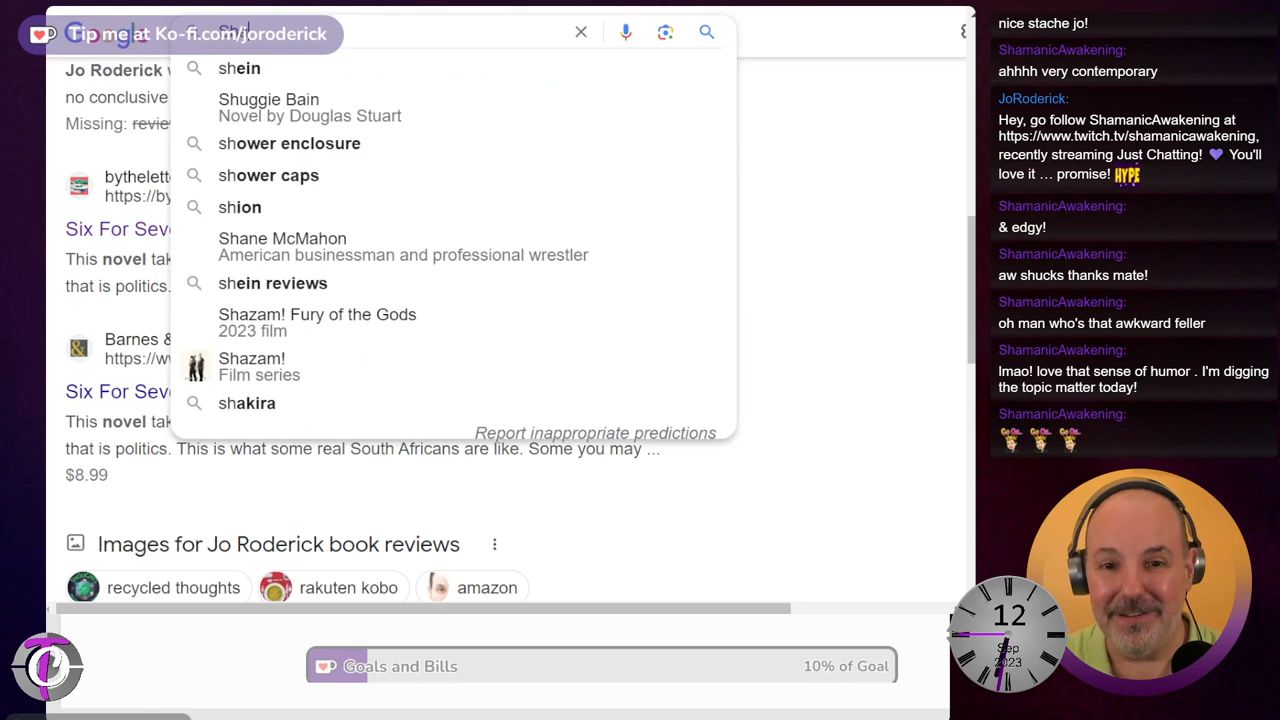 Google
Sh
Tip me at Ko-fi.com/joroderick
shein
Shuggie Bain
Novel by Douglas Stuart
shower enclosure
shower caps
shion
Shane McMahon
American businessman and professional wrestler
shein reviews
Shazam! Fury of the Gods
2023 film
Shazam!
Film series
shakira
Report inappropriate predictions
Jo Roderick
no conclusive
Missing: revie
bythelett
https://by
Six For Seve
This novel tak
that is politics.
Barnes &
https://w
Six For Seve
This novel tak
that is politics. This is what some real South Africans are like. Some you may ...
$8.99
Images for Jo Roderick book reviews
recycled thoughts
rakuten kobo
amazon
Goals and Bills
10% of Goal
nice stache jo!
ShamanicAwakening:
ahhhh very contemporary
JoRoderick:
Hey, go follow ShamanicAwakening at
https://www.twitch.tv/shamanicawakening,
recently streaming Just Chatting! 💜 You'll
love it … promise! HYPE
ShamanicAwakening:
& edgy!
ShamanicAwakening:
aw shucks thanks mate!
ShamanicAwakening:
oh man who's that awkward feller
ShamanicAwakening:
lmao! love that sense of humor . I'm digging
the topic matter today!
ShamanicAwakening:
12
Sep
2023